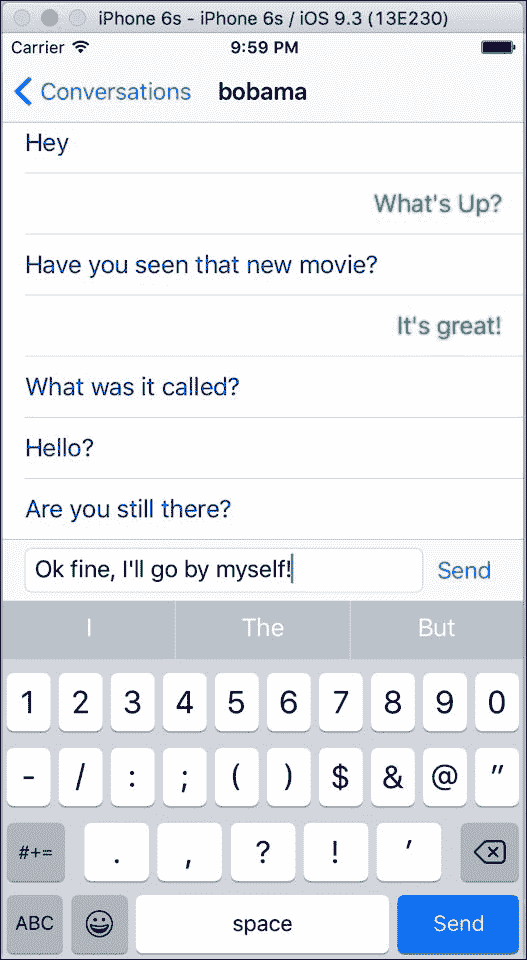 iPhone 6s - iPhone 6s / iOS 9.3 (13E230)
Carrier 9:59 PM
Conversations bobama
Hey
What's Up?
Have you seen that new movie?
It's great!
What was it called?
Hello?
Are you still there?
Ok fine, I'll go by myself! Send
I The But
1 2 3 4 5 6 7 8 9 0
- / : ; ( ) $ & @ "
#+= . , ? ! '
ABC space Send